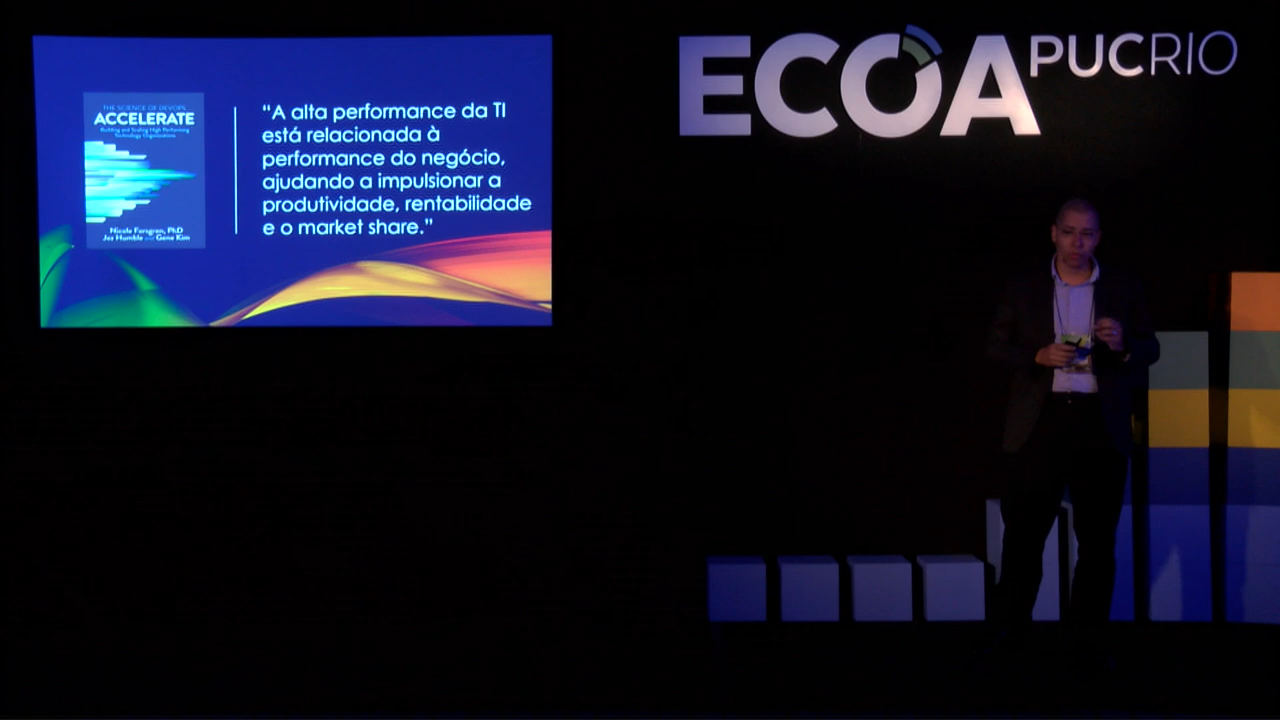 THE SCIENCE OF DEVOPS
ACCELERATE
Building and Scaling High Performing
Technology Organizations
Nicole Forsgren, PhD
Jez Humble and Gene Kim
“A alta performance da TI
está relacionada à
performance do negócio,
ajudando a impulsionar a
produtividade, rentabilidade
e o market share.”
ECOA PUCRIO